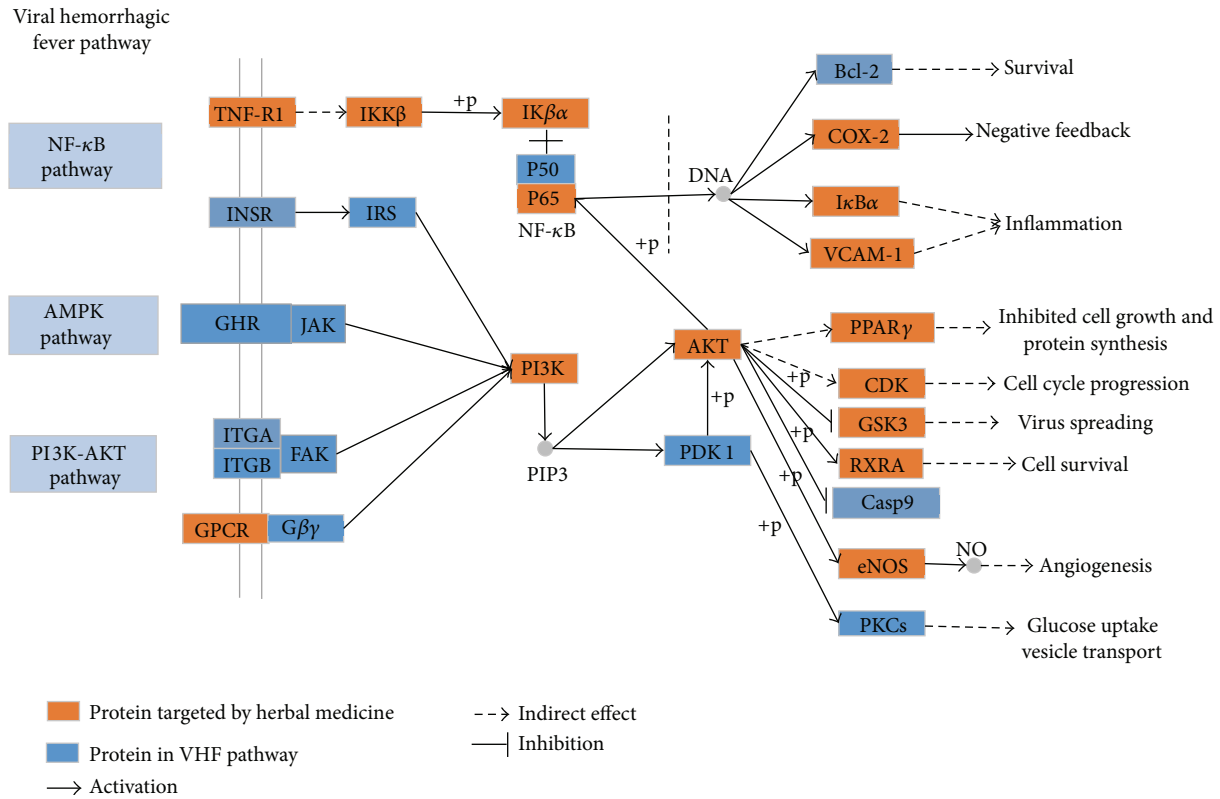 Viral hemorrhagic
fever pathway
NF-κB
pathway
AMPK
pathway
PI3K-AKT
pathway
TNF-R1
IKKβ
+p
IKβα
P50
P65
NF-κB
INSR
IRS
GHR
JAK
ITGA
ITGB
FAK
GPCR
Gβγ
PI3K
PIP3
+p
AKT
+p
PDK 1
DNA
Bcl-2
Survival
COX-2
Negative feedback
IκBα
VCAM-1
Inflammation
PPARγ
Inhibited cell growth and
protein synthesis
+p
CDK
Cell cycle progression
GSK3
Virus spreading
+p
RXRA
Cell survival
+p
Casp9
+p
eNOS
NO
Angiogenesis
PKCs
Glucose uptake
vesicle transport
Protein targeted by herbal medicine
Protein in VHF pathway
Activation
Indirect effect
Inhibition